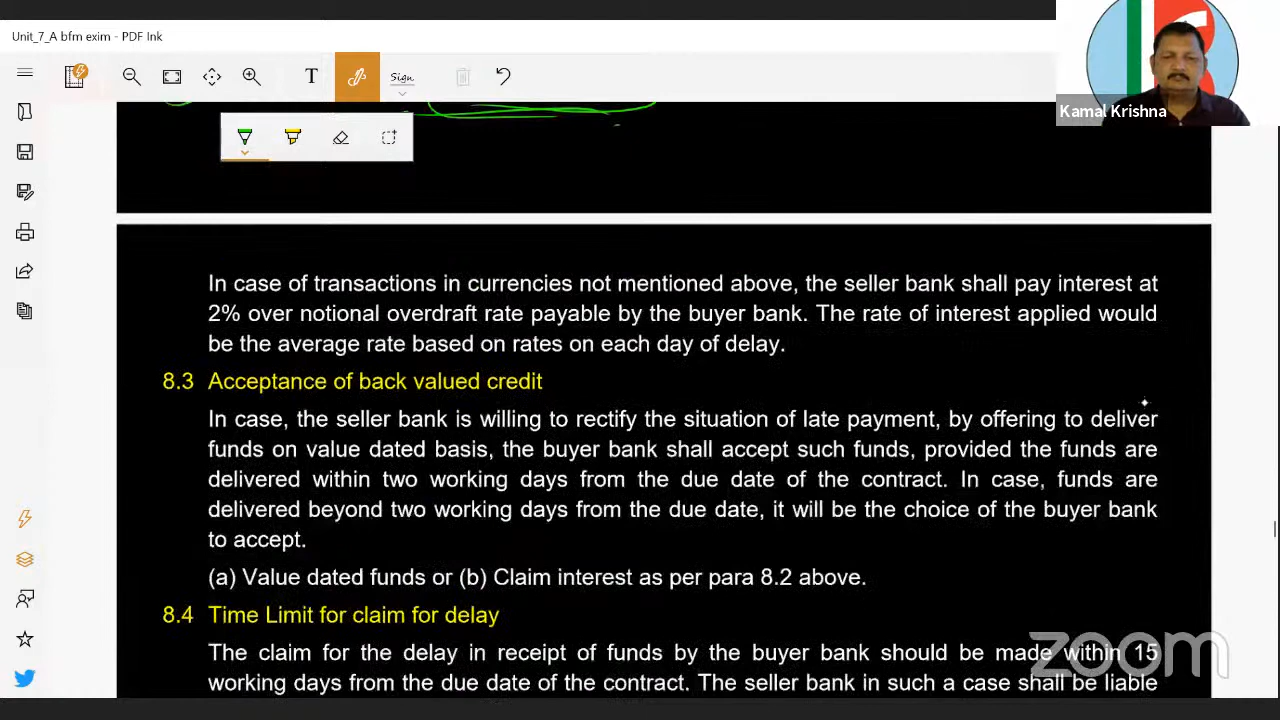 Unit_7_A bfm exim - PDF Ink
T
Sign
Kamal Krishna
In case of transactions in currencies not mentioned above, the seller bank shall pay interest at
2% over notional overdraft rate payable by the buyer bank. The rate of interest applied would
be the average rate based on rates on each day of delay.
8.3 Acceptance of back valued credit
In case, the seller bank is willing to rectify the situation of late payment, by offering to deliver
funds on value dated basis, the buyer bank shall accept such funds, provided the funds are
delivered within two working days from the due date of the contract. In case, funds are
delivered beyond two working days from the due date, it will be the choice of the buyer bank
to accept.
(a) Value dated funds or (b) Claim interest as per para 8.2 above.
8.4 Time Limit for claim for delay
The claim for the delay in receipt of funds by the buyer bank should be made within 15
working days from the due date of the contract. The seller bank in such a case shall be liable
zoom